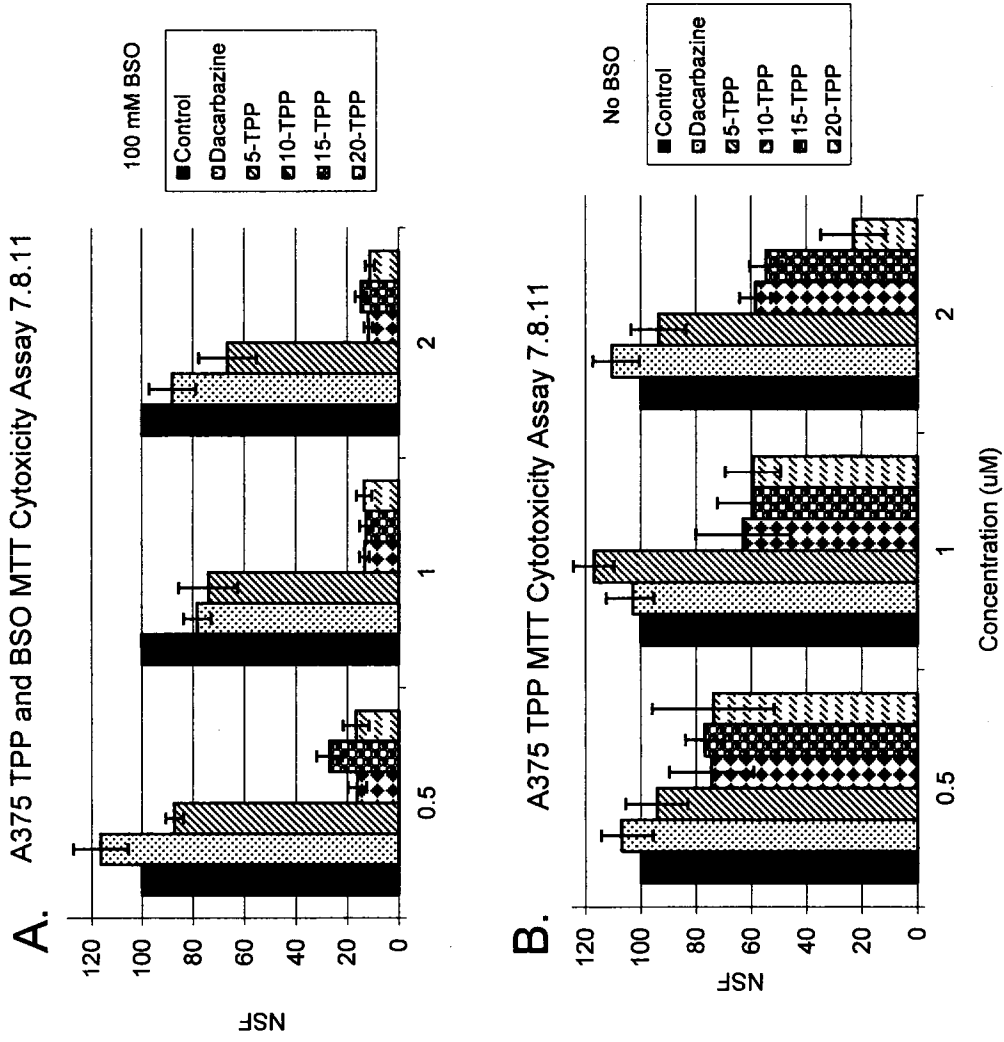 A.
A375 TPP and BSO MTT Cytoxicity Assay 7.8.11
100 mM BSO
Control
Dacarbazine
5-TPP
10-TPP
15-TPP
20-TPP
NSF
120
100
80
60
40
20
0
0.5
1
2
B.
A375 TPP MTT Cytotoxicity Assay 7.8.11
No BSO
Control
Dacarbazine
5-TPP
10-TPP
15-TPP
20-TPP
NSF
120
100
80
60
40
20
0
0.5
1
2
Concentration (uM)